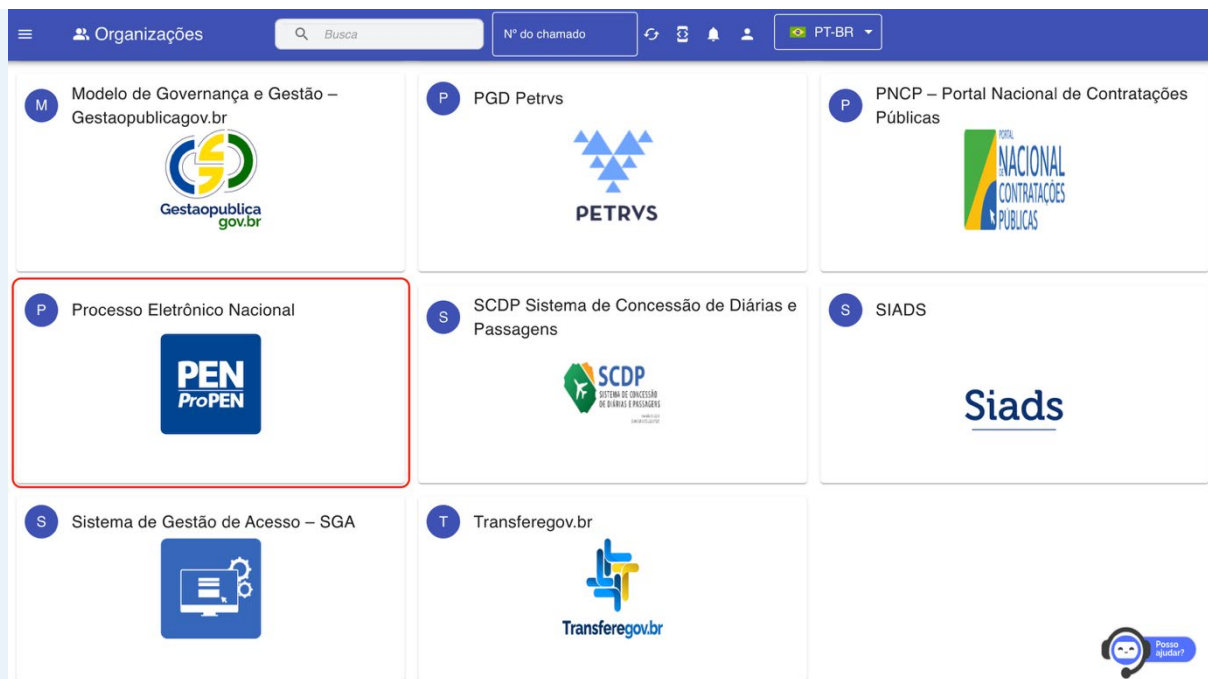 Organizações
Busca
Nº do chamado
PT-BR
M
Modelo de Governança e Gestão –
Gestaopublicagov.br
Gestaopublica
gov.br
P
PGD Petrvs
PETRVS
P
PNCP – Portal Nacional de Contratações
Públicas
PORTAL
NACIONAL
DE CONTRATAÇÕES
PÚBLICAS
P
Processo Eletrônico Nacional
PEN
ProPEN
S
SCDP Sistema de Concessão de Diárias e
Passagens
SCDP
SISTEMA DE CONCESSÃO
DE DIÁRIAS E PASSAGENS
S
SIADS
Siads
S
Sistema de Gestão de Acesso – SGA
T
Transferegov.br
Transferegov.br
Posso
ajudar?